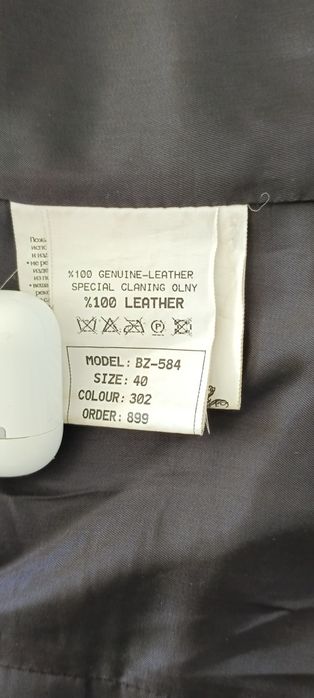 %100 GENUINE-LEATHER
SPECIAL CLANING OLNY
%100 LEATHER
MODEL: BZ-584
SIZE: 40
COLOUR: 302
ORDER: 899